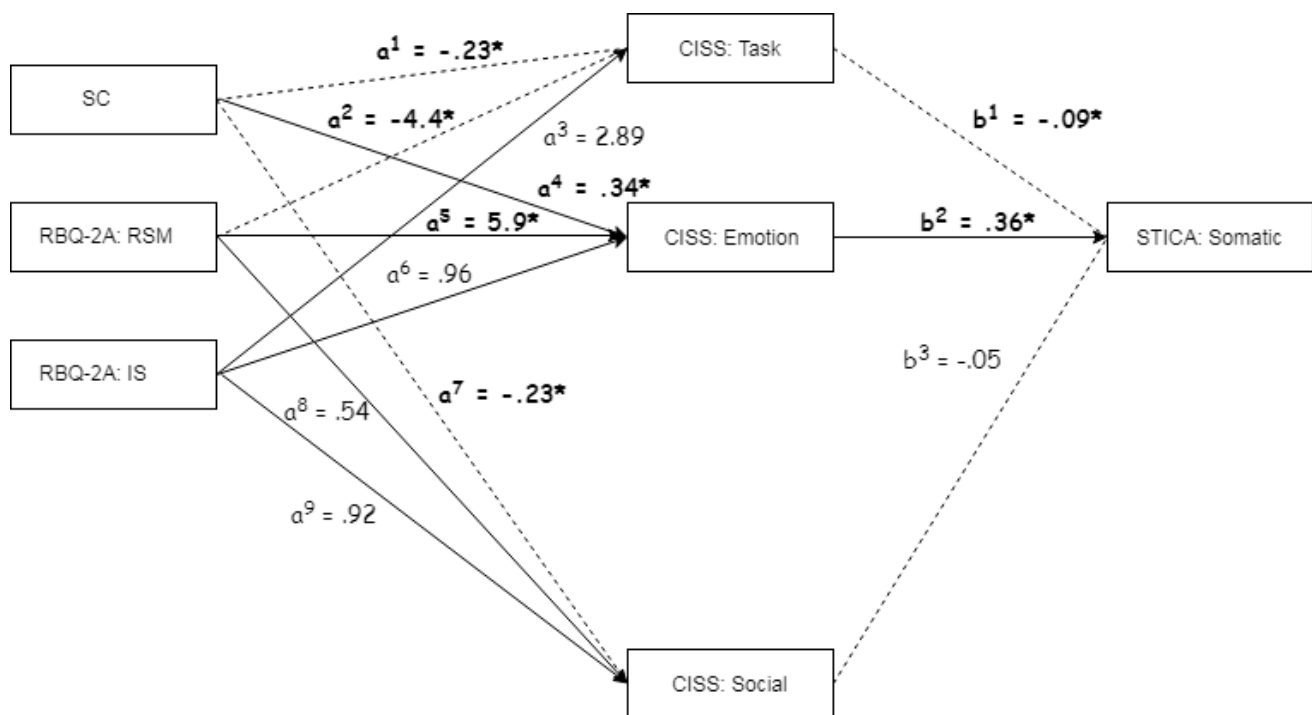 CISS: Task
a¹ = -.23*
SC
a² = -4.4*
b¹ = -.09*
a³ = 2.89
a⁴ = .34*
RBQ-2A: RSM
a⁵ = 5.9*
CISS: Emotion
b² = .36*
STICA: Somatic
a⁶ = .96
RBQ-2A: IS
b³ = -.05
a⁷ = -.23*
a⁸ = .54
a⁹ = .92
CISS: Social